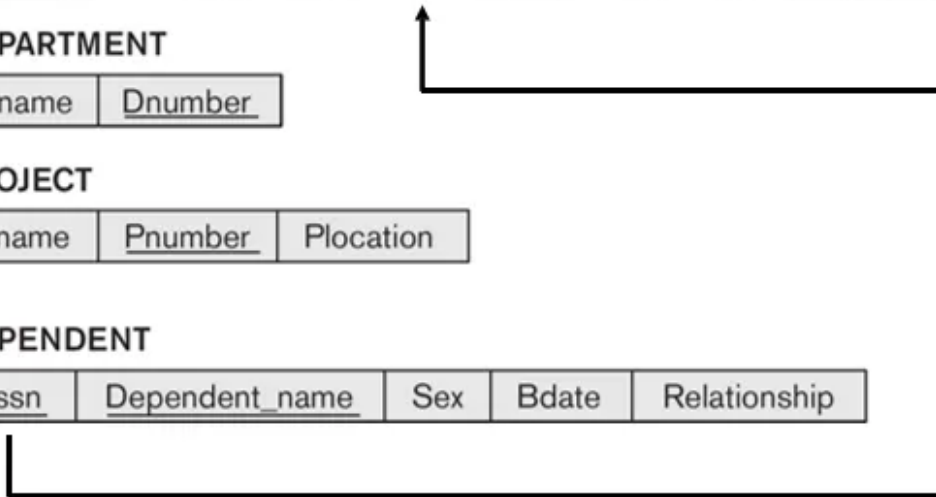 PARTMENT
name Dnumber
OJECT
name Pnumber Plocation
PENDENT
ssn Dependent_name Sex Bdate Relationship